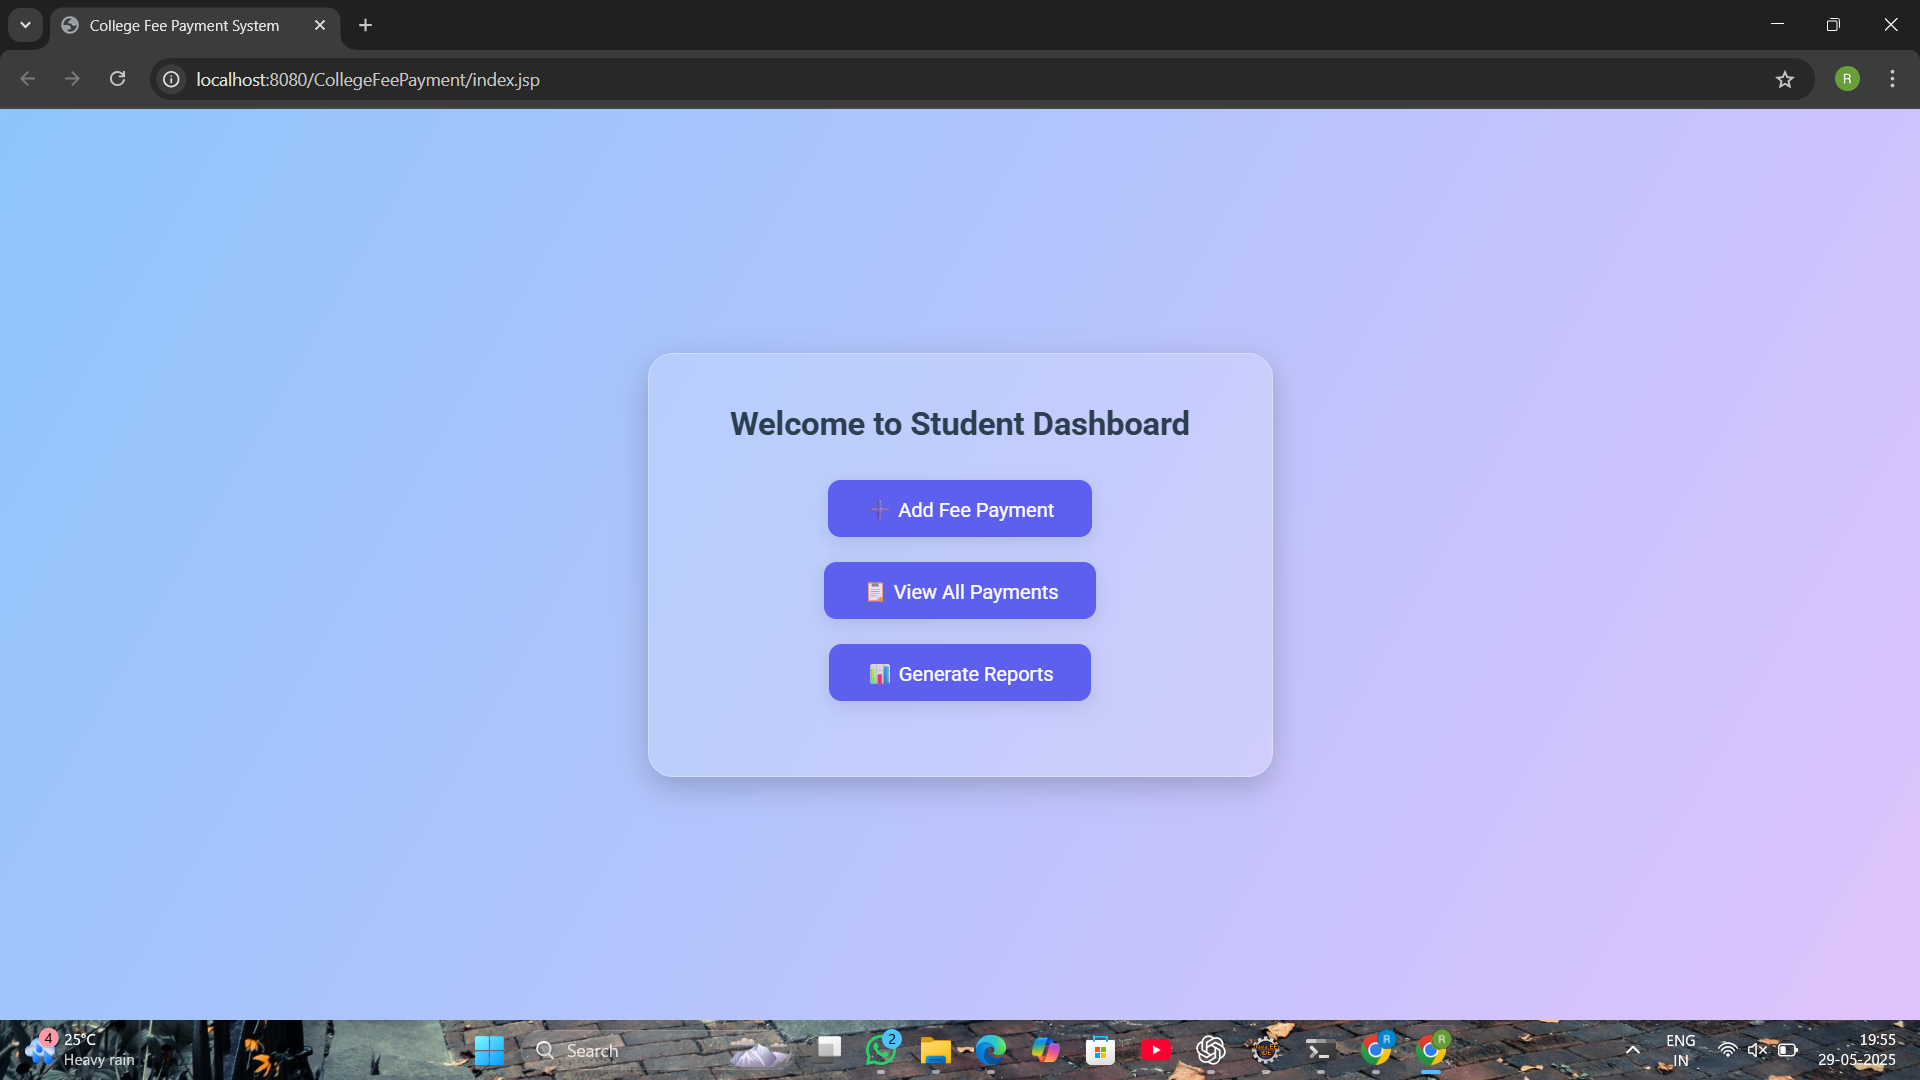 College Fee Payment System
localhost:8080/CollegeFeePayment/index.jsp
R
Welcome to Student Dashboard
Add Fee Payment
View All Payments
Generate Reports
4
25°C
Heavy rain
Search
2
R
R
ENG
IN
19:55
29-05-2025